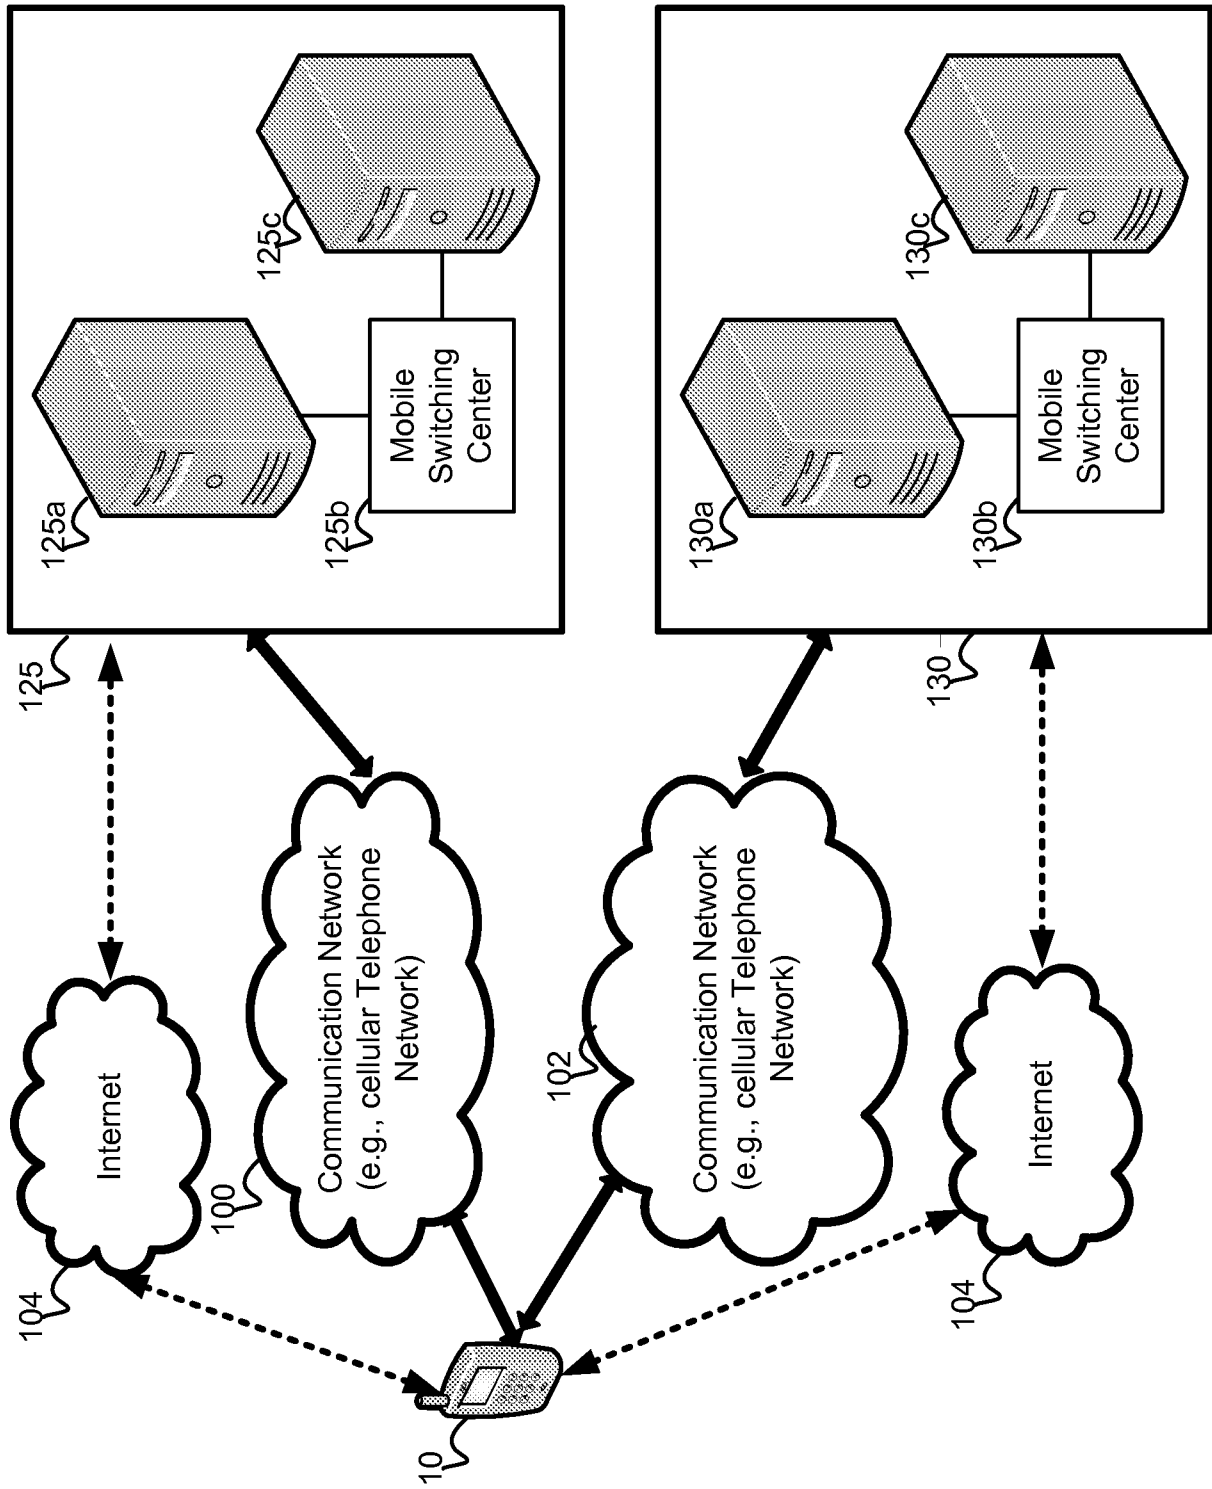 104
125
125a
Internet
100
125c
125b
Communication Network
(e.g., cellular Telephone
Network)
Mobile
Switching
Center
10
102
130a
Communication Network
(e.g., cellular Telephone
Network)
130c
104
130
130b
Internet
Mobile
Switching
Center